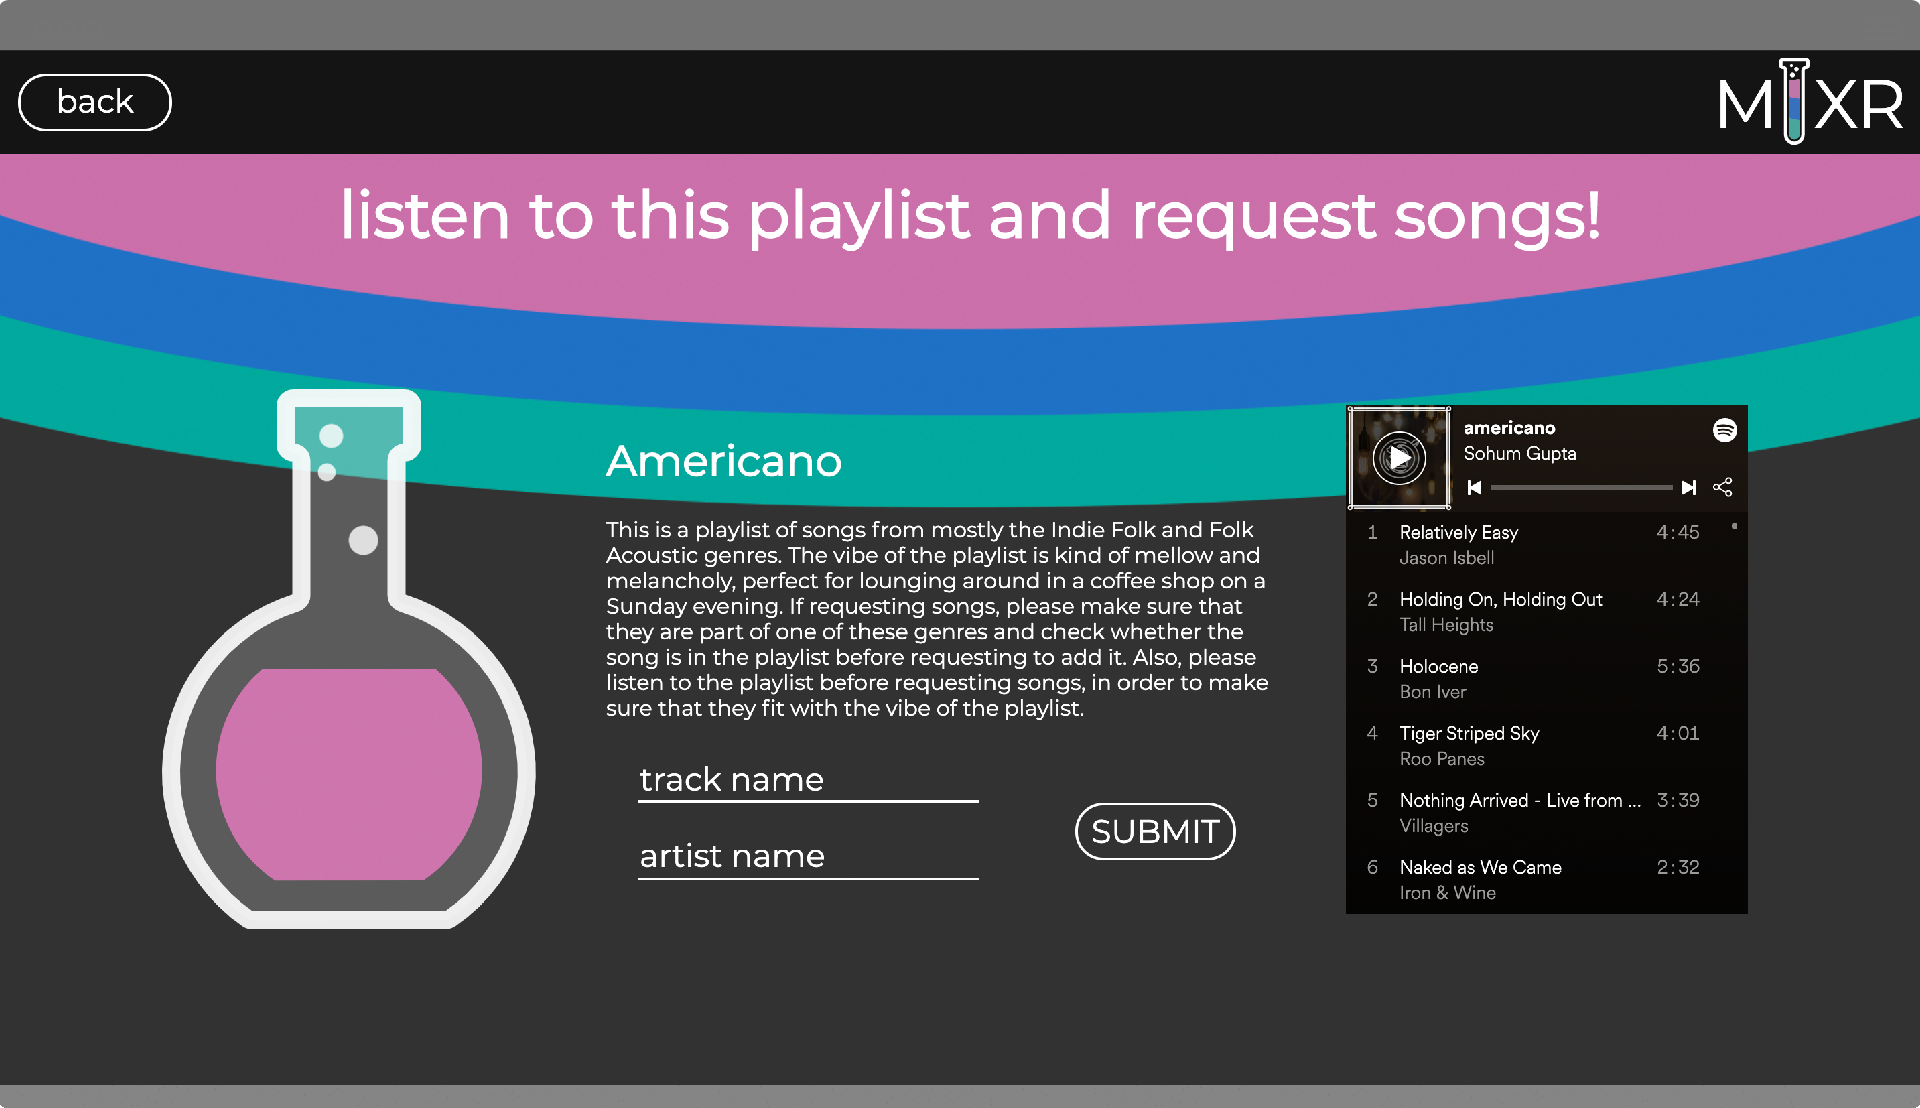 back
MIXR
listen to this playlist and request songs!
Americano
This is a playlist of songs from mostly the Indie Folk and Folk
Acoustic genres. The vibe of the playlist is kind of mellow and
melancholy, perfect for lounging around in a coffee shop on a
Sunday evening. If requesting songs, please make sure that
they are part of one of these genres and check whether the
song is in the playlist before requesting to add it. Also, please
listen to the playlist before requesting songs, in order to make
sure that they fit with the vibe of the playlist.
track name
artist name
SUBMIT
americano
Sohum Gupta
1 Relatively Easy 4:45
Jason Isbell
2 Holding On, Holding Out 4:24
Tall Heights
3 Holocene 5:36
Bon Iver
4 Tiger Striped Sky 4:01
Roo Panes
5 Nothing Arrived - Live from ... 3:39
Villagers
6 Naked as We Came 2:32
Iron & Wine